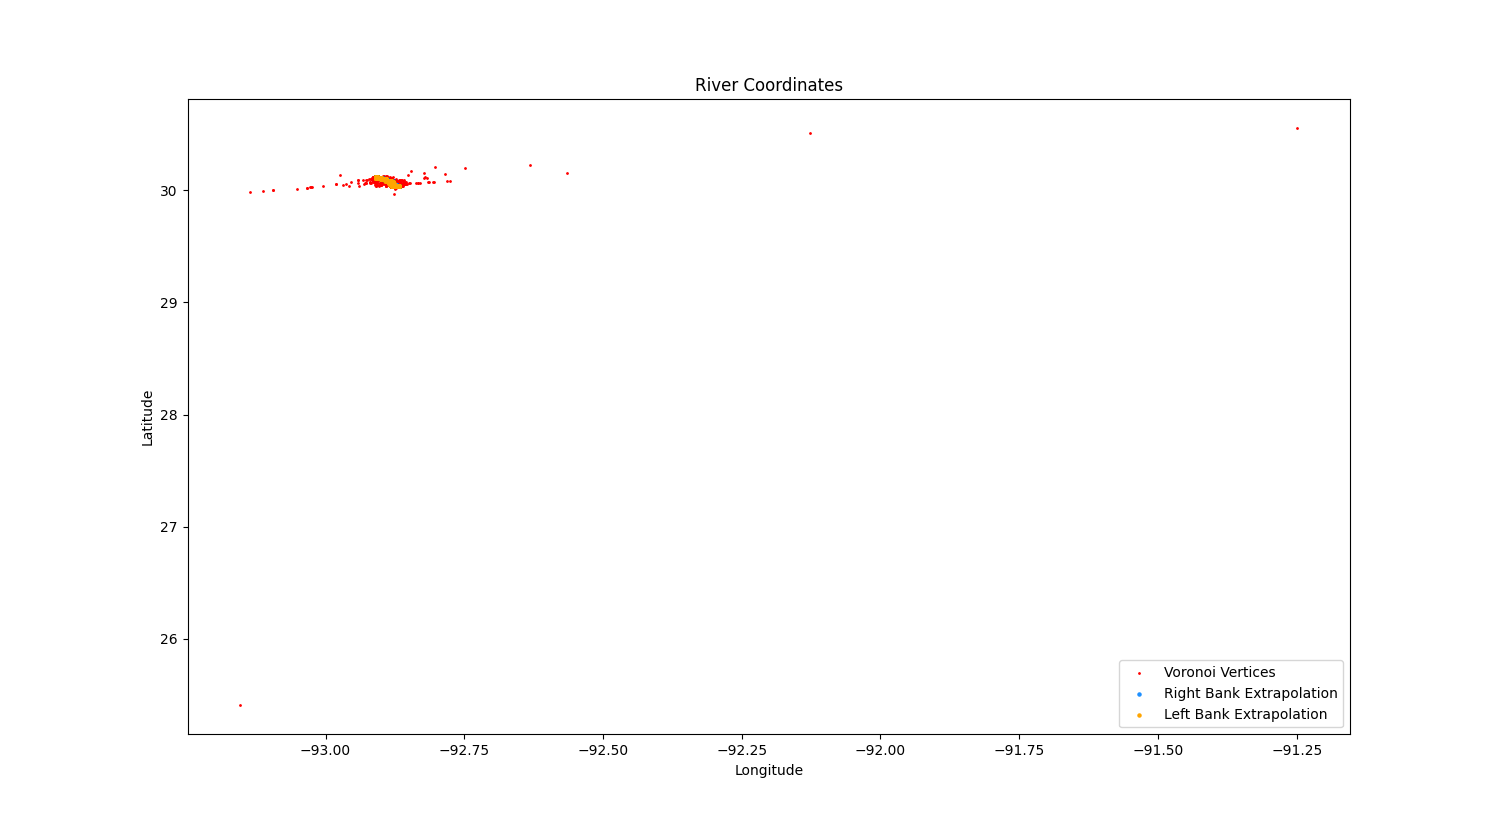 River Coordinates
Latitude
30
29
28
27
26
−93.00
−92.75
−92.50
−92.25
−92.00
−91.75
−91.50
−91.25
Longitude
Voronoi Vertices
Right Bank Extrapolation
Left Bank Extrapolation